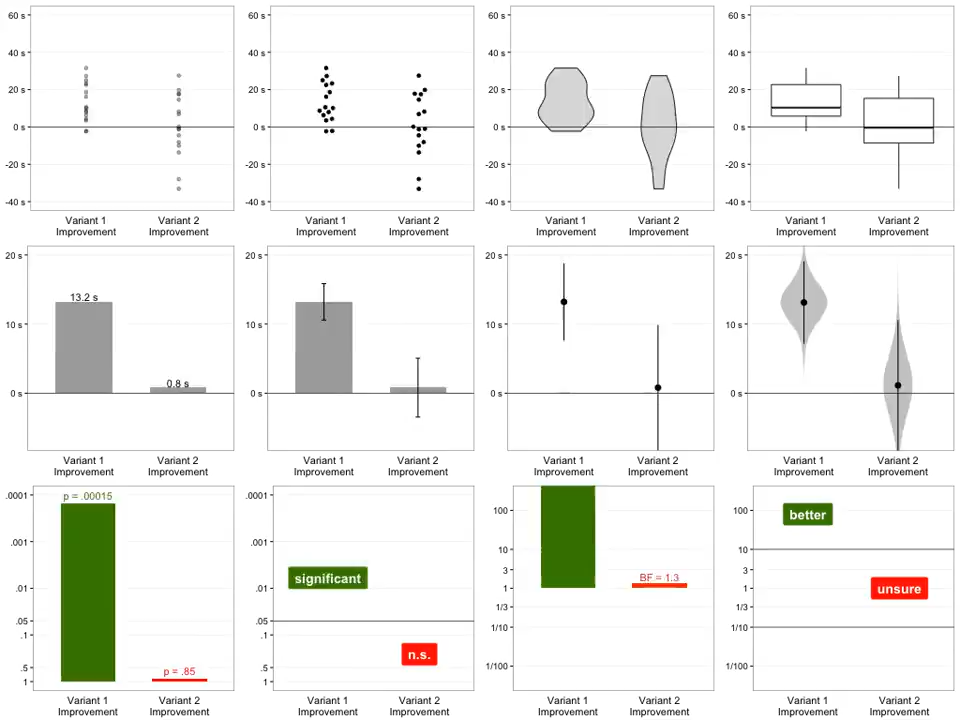 60 s
40 s
20 s
0 s
-20 s
-40 s
Variant 1 Variant 2
Improvement Improvement
60 s
40 s
20 s
0 s
-20 s
-40 s
Variant 1 Variant 2
Improvement Improvement
60 s
40 s
20 s
0 s
-20 s
-40 s
Variant 1 Variant 2
Improvement Improvement
60 s
40 s
20 s
0 s
-20 s
-40 s
Variant 1 Variant 2
Improvement Improvement
20 s
13.2 s
10 s
0.8 s
0 s
Variant 1 Variant 2
Improvement Improvement
20 s
10 s
0 s
Variant 1 Variant 2
Improvement Improvement
20 s
10 s
0 s
Variant 1 Variant 2
Improvement Improvement
20 s
10 s
0 s
Variant 1 Variant 2
Improvement Improvement
.0001
p = .00015
.001
.01
.05
.1
.5
p = .85
1
Variant 1 Variant 2
Improvement Improvement
.0001
.001
significant
.01
.05
.1
n.s.
.5
1
Variant 1 Variant 2
Improvement Improvement
100
10
3
BF = 1.3
1
1/3
1/10
1/100
Variant 1 Variant 2
Improvement Improvement
100
better
10
3
1
unsure
1/3
1/10
1/100
Variant 1 Variant 2
Improvement Improvement